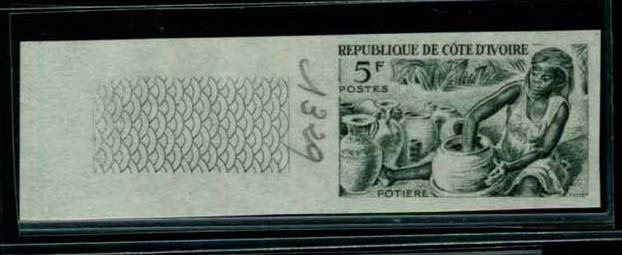 REPUBLIQUE DE CÔTE D'IVOIRE
5F
POSTES
1329
POTIERE